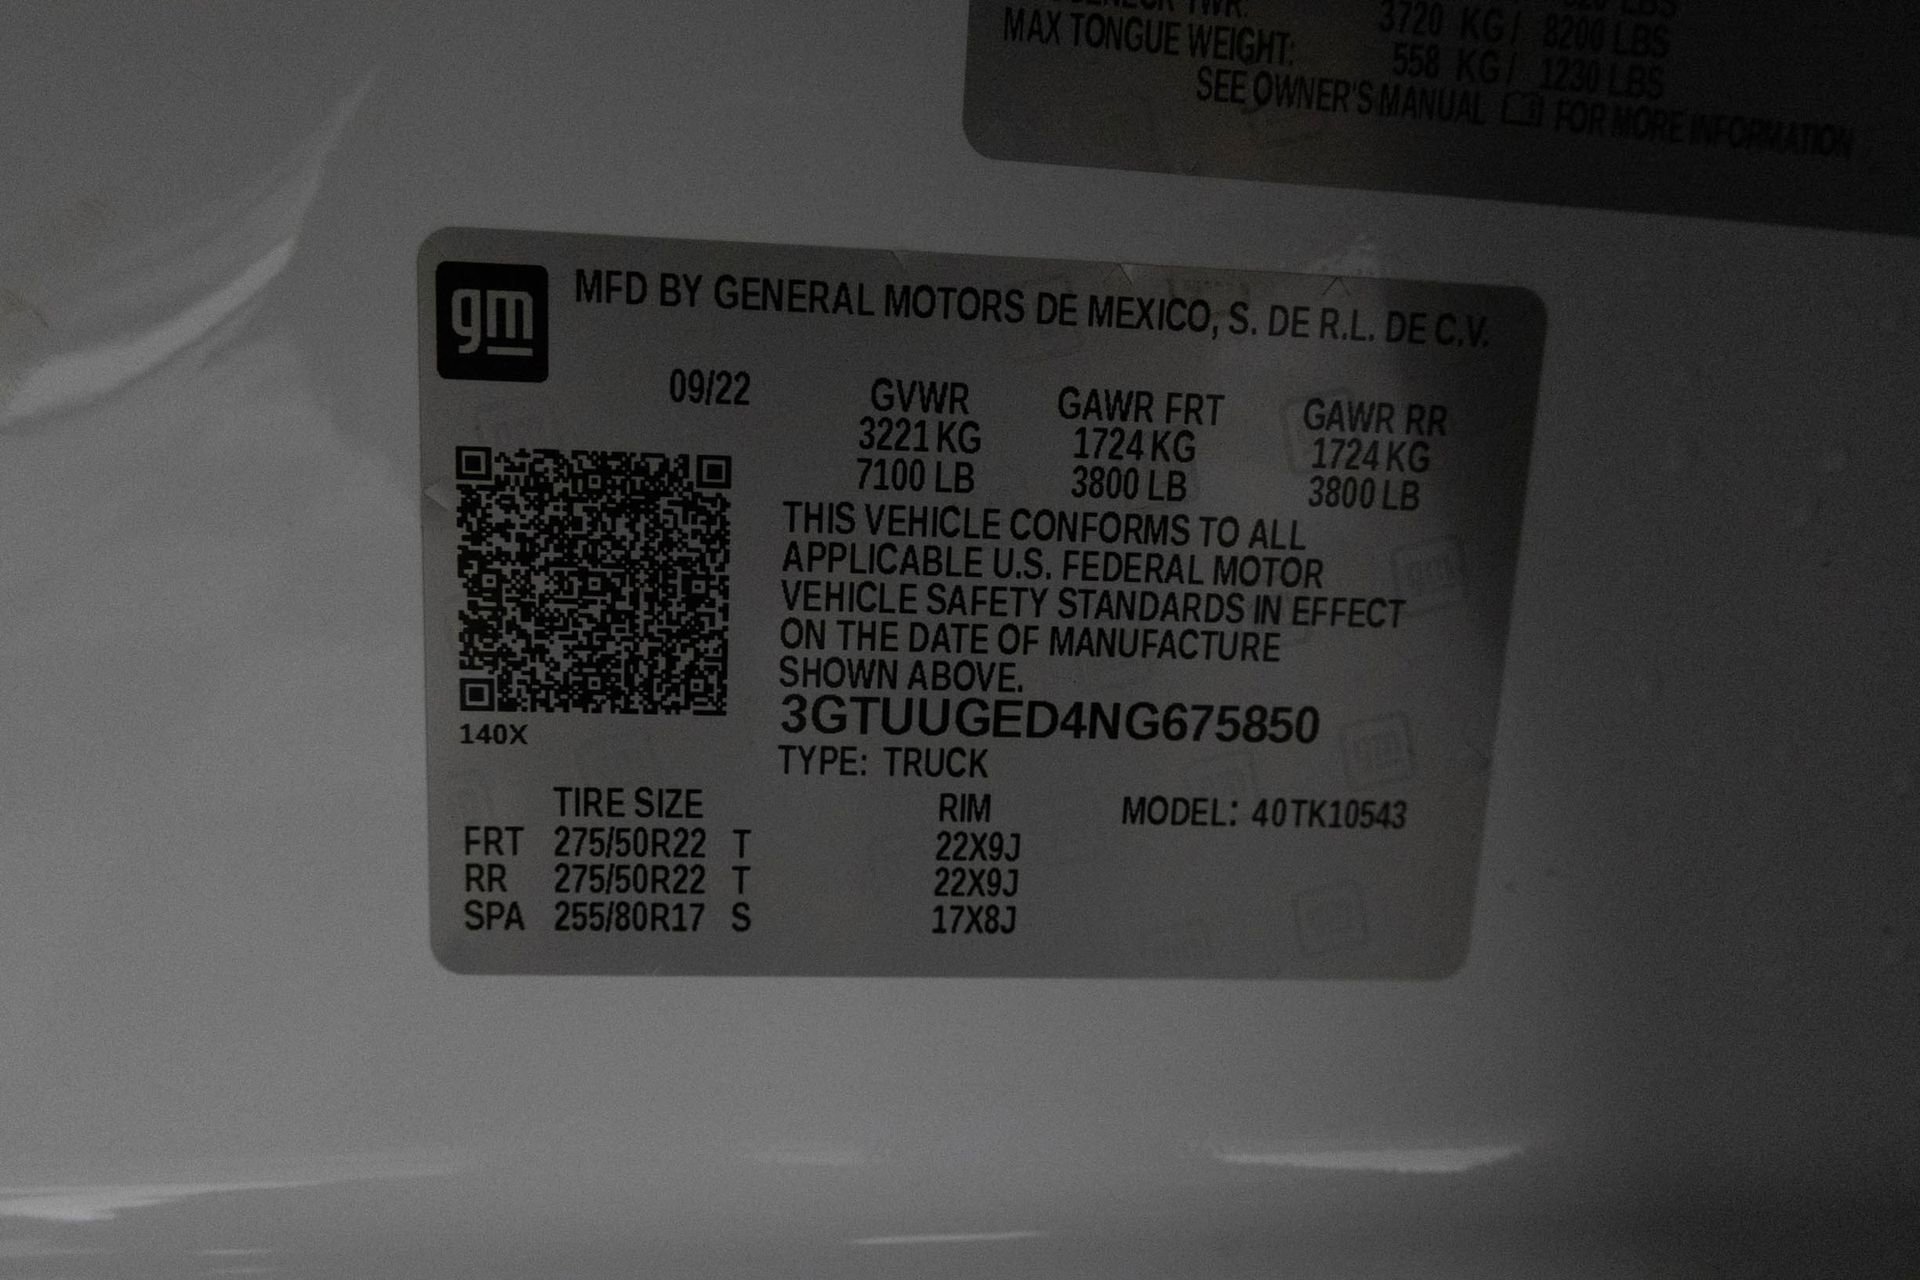 3720 KG/ 8200 LBS
MAX TONGUE WEIGHT: 558 KG/ 1230 LBS
SEE OWNER'S MANUAL FOR MORE INFORMATION
gm
MFD BY GENERAL MOTORS DE MEXICO, S. DE R.L. DE C.V.
09/22 GVWR GAWR FRT GAWR RR
3221 KG 1724 KG 1724 KG
7100 LB 3800 LB 3800 LB
THIS VEHICLE CONFORMS TO ALL
APPLICABLE U.S. FEDERAL MOTOR
VEHICLE SAFETY STANDARDS IN EFFECT
ON THE DATE OF MANUFACTURE
SHOWN ABOVE.
3GTUUGED4NG675850
140X
TYPE: TRUCK
TIRE SIZE RIM MODEL: 40TK10543
FRT 275/50R22 T 22X9J
RR 275/50R22 T 22X9J
SPA 255/80R17 S 17X8J